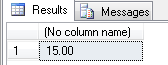 Results Messages
(No column name)
1 15.00